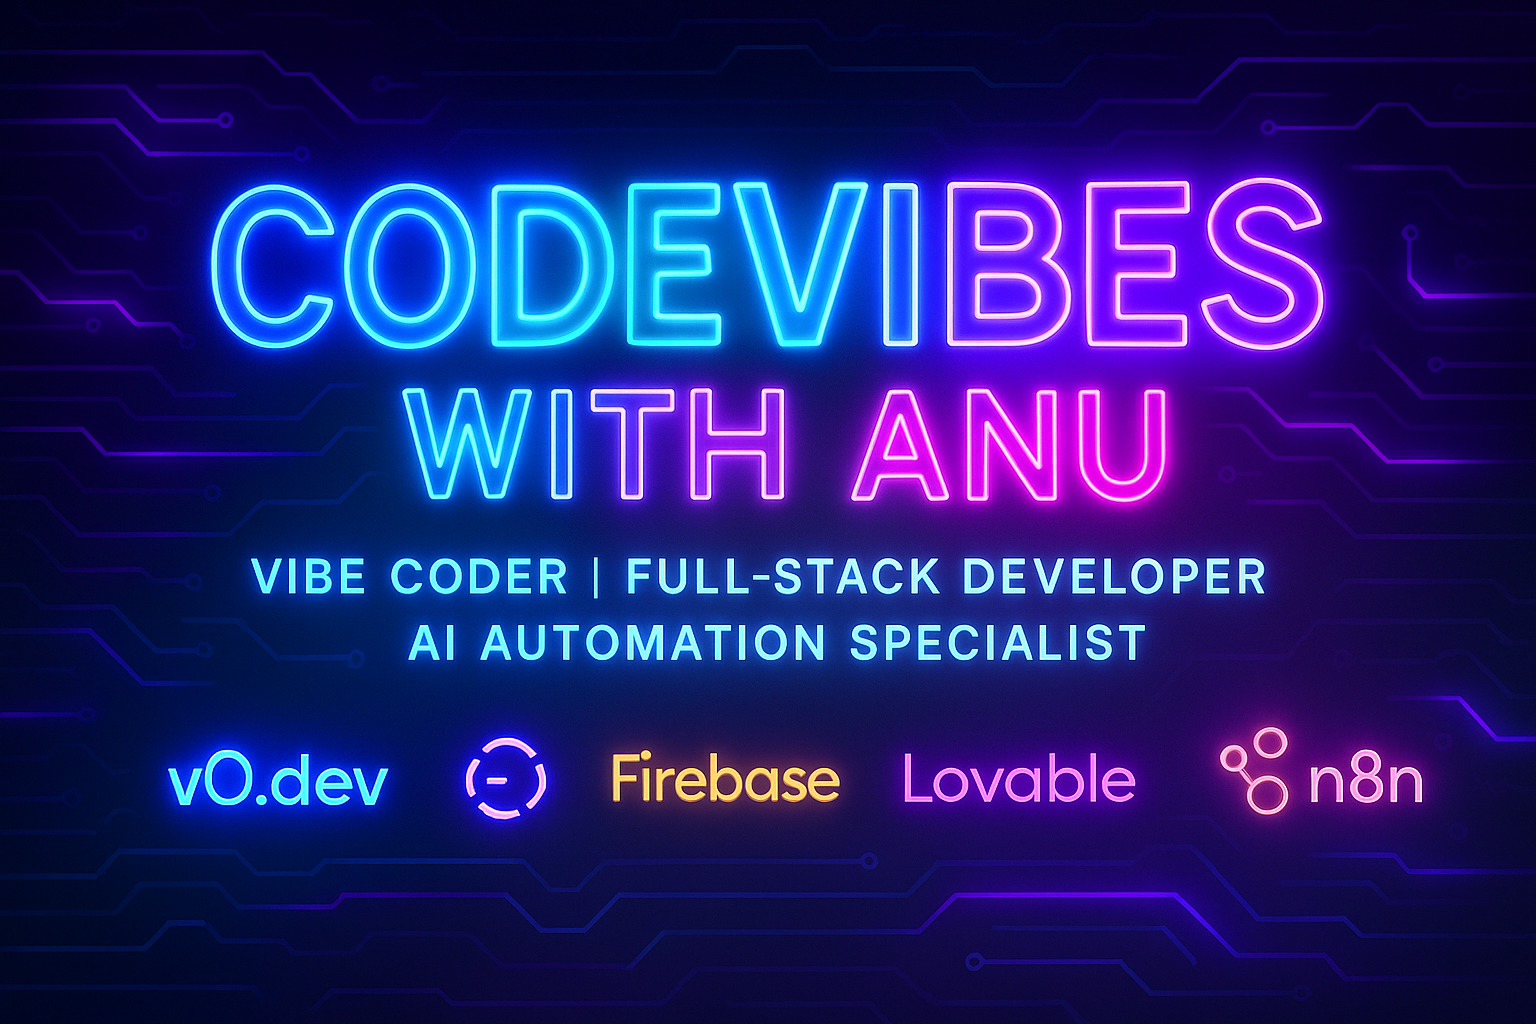 CODEVIBES
WITH ANU
VIBE CODER | FULL-STACK DEVELOPER
AI AUTOMATION SPECIALIST
v0.dev Firebase Lovable n8n